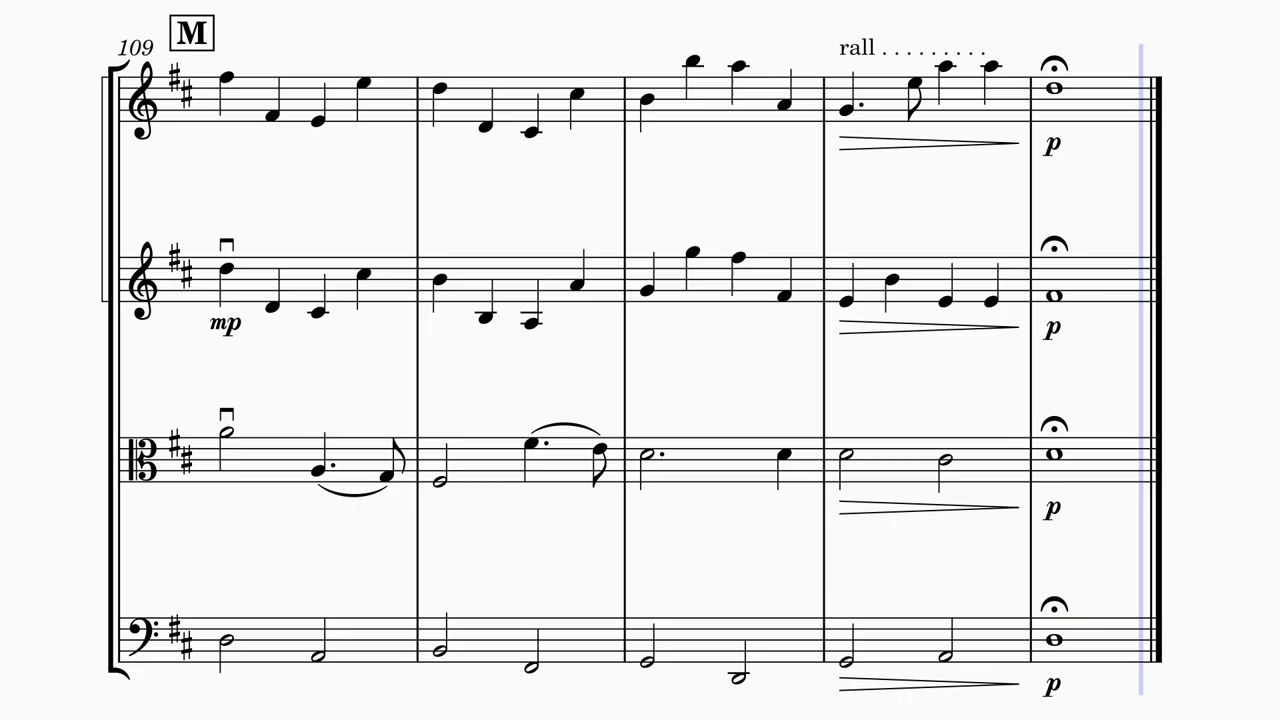 M
109
rall . . . . . . . . .
p
mp
p
p
p